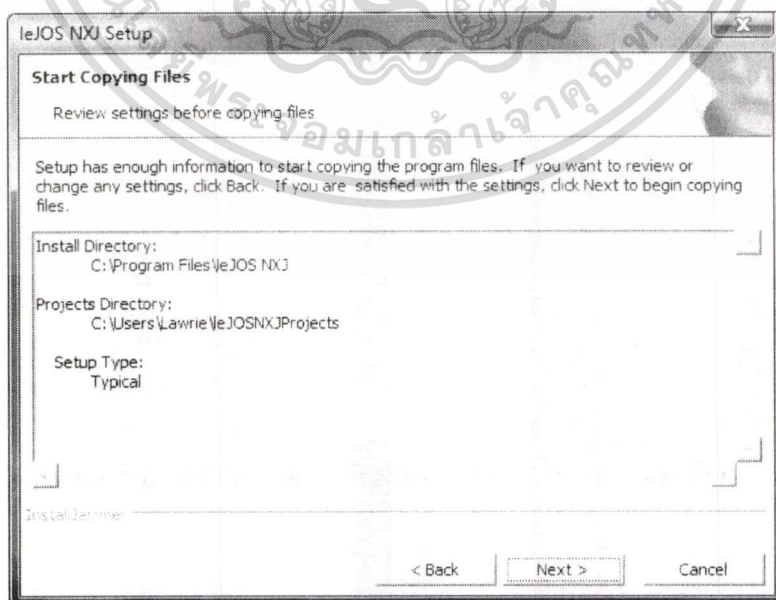 leJOS NXJ Setup
Start Copying Files
Review settings before copying files
Setup has enough information to start copying the program files. If you want to review or
change any settings, click Back. If you are satisfied with the settings, click Next to begin copying
files.
Install Directory:
C:\Program Files\leJOS NXJ
Projects Directory:
C:\Users\Lawrie\leJOSNXJProjects
Setup Type:
Typical
InstallJammer
< Back
Next >
Cancel